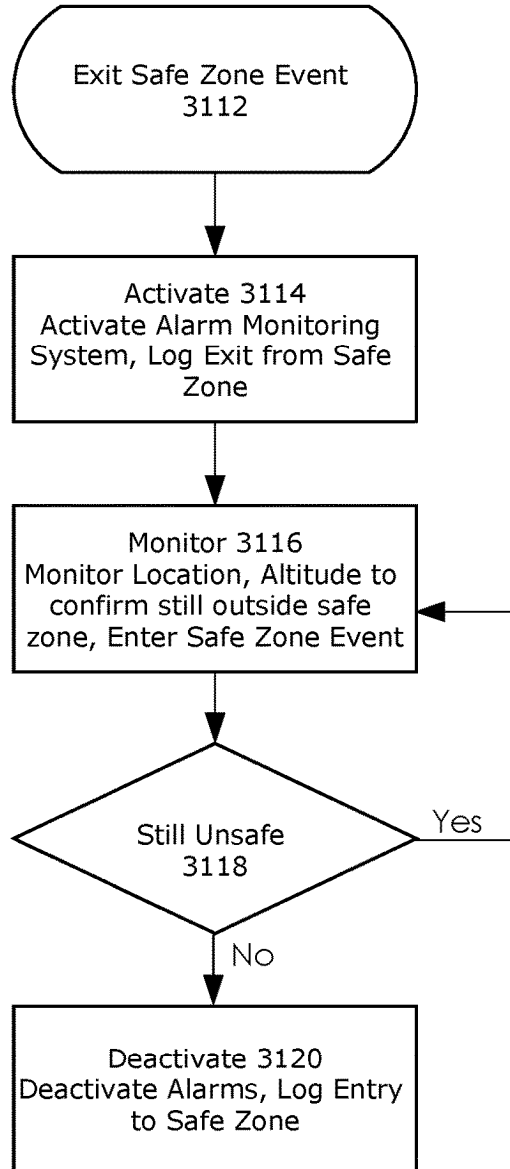 Exit Safe Zone Event
3112
Activate 3114
Activate Alarm Monitoring
System, Log Exit from Safe
Zone
Monitor 3116
Monitor Location, Altitude to
confirm still outside safe
zone, Enter Safe Zone Event
Still Unsafe
3118
Yes
No
Deactivate 3120
Deactivate Alarms, Log Entry
to Safe Zone